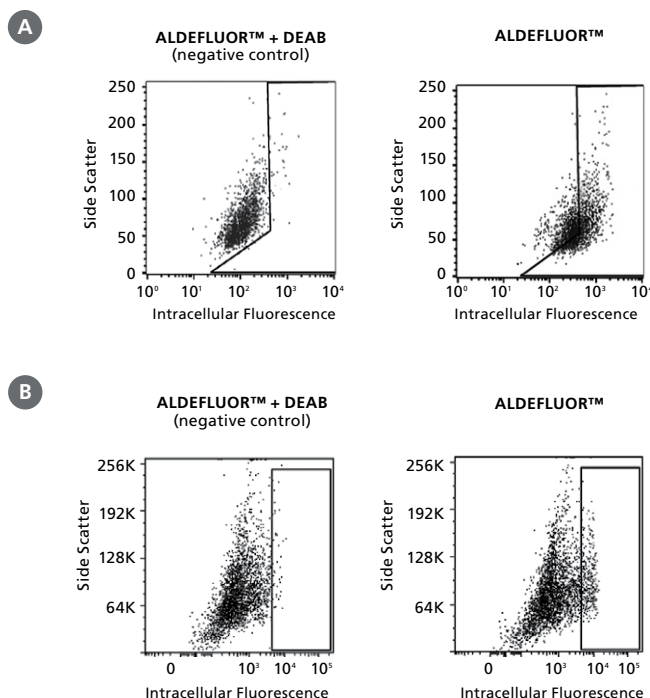 A
ALDEFLUOR™ + DEAB
(negative control)
ALDEFLUOR™
Side Scatter
250
200
150
100
50
0
10⁰ 10¹ 10² 10³ 10⁴
Intracellular Fluorescence
Side Scatter
250
200
150
100
50
0
10⁰ 10¹ 10² 10³ 10⁴
Intracellular Fluorescence
B
ALDEFLUOR™ + DEAB
(negative control)
ALDEFLUOR™
Side Scatter
256K
192K
128K
64K
0 10³ 10⁴ 10⁵
Intracellular Fluorescence
Side Scatter
256K
192K
128K
64K
0 10³ 10⁴ 10⁵
Intracellular Fluorescence